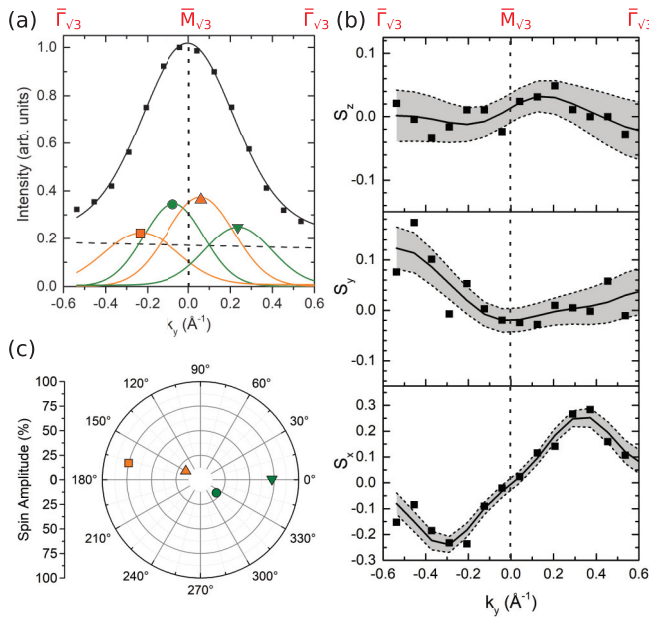 Γ̅√3 M̅√3 Γ̅√3 Γ̅√3 M̅√3 Γ̅√3
(a)
1.0
0.8
0.6
0.4
0.2
0.0
Intensity (arb. units)
-0.6 -0.4 -0.2 0.0 0.2 0.4 0.6
ky (Å-1)
(b)
0.1
0.0
-0.1
Sz
0.1
0.0
-0.1
Sy
0.3
0.2
0.1
0.0
-0.1
-0.2
-0.3
Sx
-0.6 -0.4 -0.2 0.0 0.2 0.4 0.6
ky (Å-1)
(c)
100
75
50
25
0
25
50
75
100
Spin Amplitude (%)
90°
120° 60°
150° 30°
180° 0°
210° 330°
240° 300°
270°